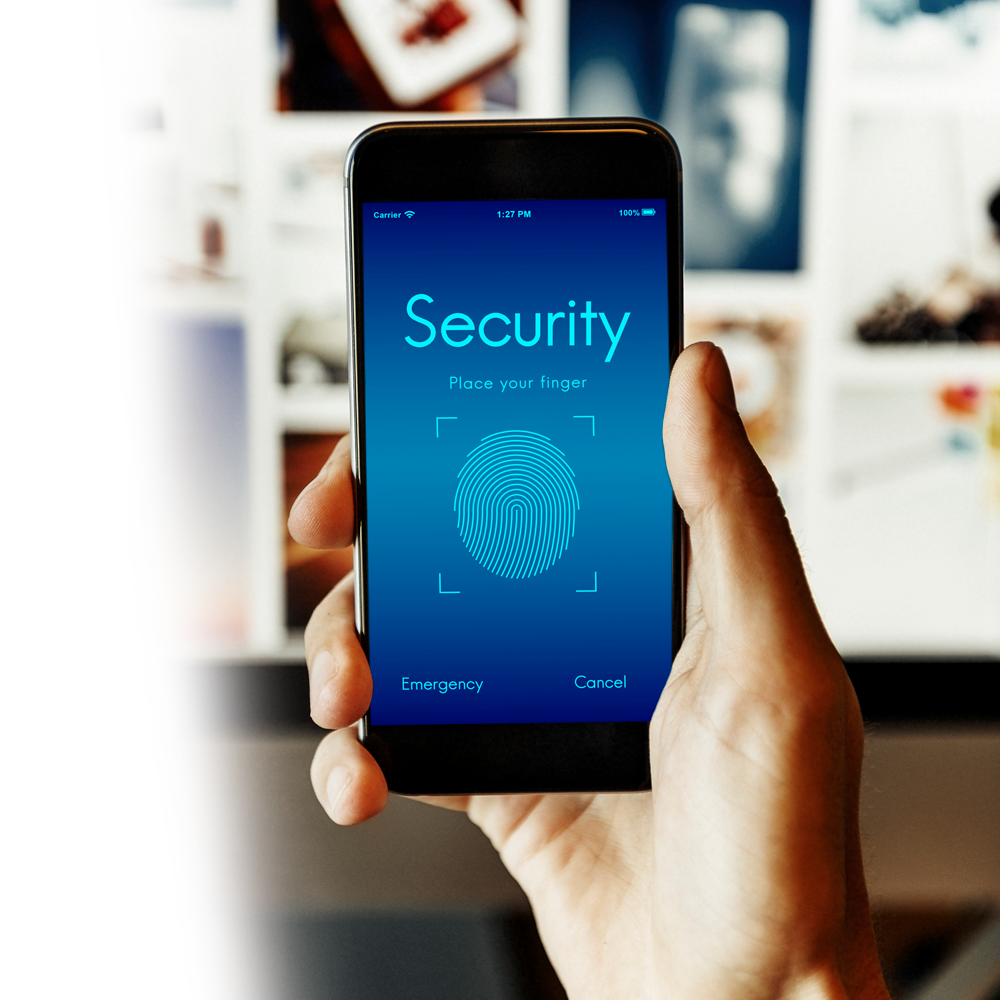 Carrier 1:27 PM 100%
Security
Place your finger
Emergency Cancel